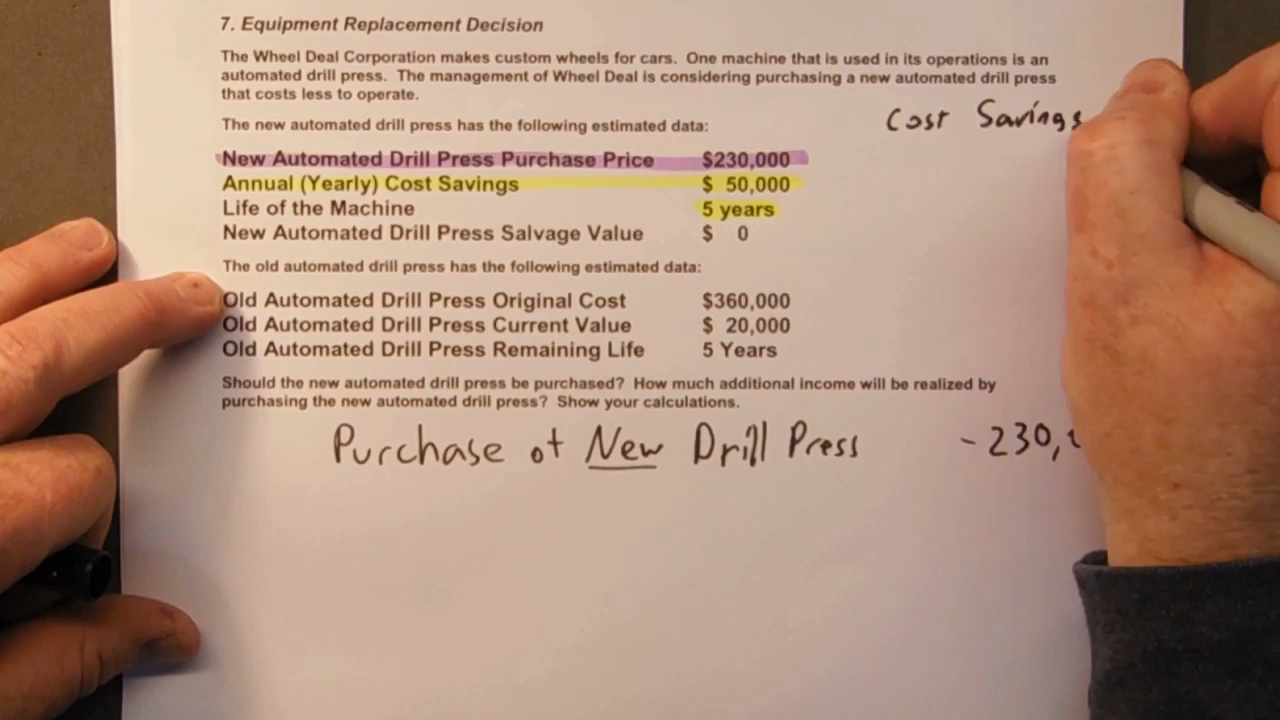 7. Equipment Replacement Decision
The Wheel Deal Corporation makes custom wheels for cars. One machine that is used in its operations is an
automated drill press. The management of Wheel Deal is considering purchasing a new automated drill press
that costs less to operate.
Cost Savings
The new automated drill press has the following estimated data:
New Automated Drill Press Purchase Price $230,000
Annual (Yearly) Cost Savings $ 50,000
Life of the Machine 5 years
New Automated Drill Press Salvage Value $ 0
The old automated drill press has the following estimated data:
Old Automated Drill Press Original Cost $360,000
Old Automated Drill Press Current Value $ 20,000
Old Automated Drill Press Remaining Life 5 Years
Should the new automated drill press be purchased? How much additional income will be realized by
purchasing the new automated drill press? Show your calculations.
Purchase of New Drill Press -230,